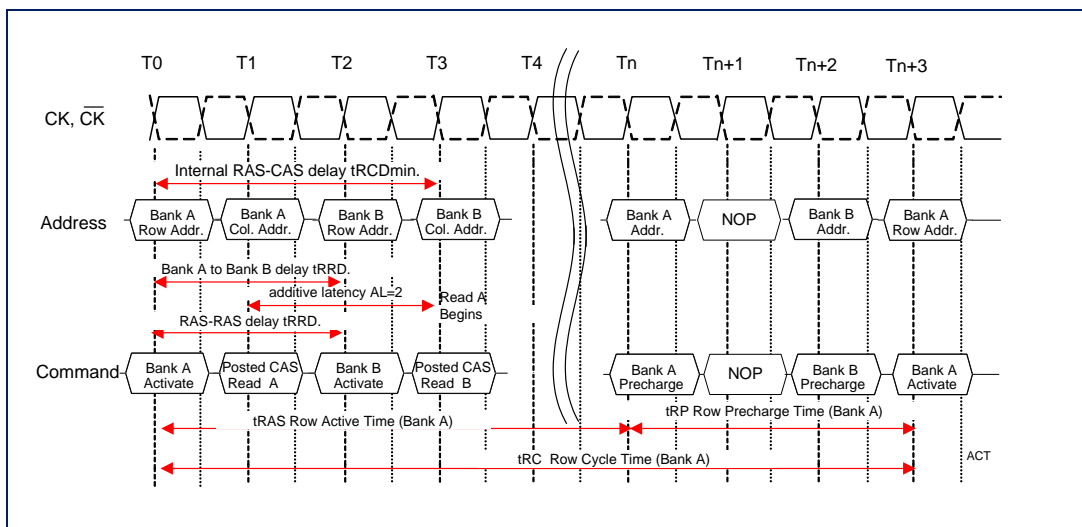 T0 T1 T2 T3 T4 Tn Tn+1 Tn+2 Tn+3
CK, CK
Internal RAS-CAS delay tRCDmin.
Address
Bank A
Row Addr.
Bank A
Col. Addr.
Bank B
Row Addr.
Bank B
Col. Addr.
Bank A
Addr.
NOP
Bank B
Addr.
Bank A
Row Addr.
Bank A to Bank B delay tRRD.
additive latency AL=2
Read A
Begins
RAS-RAS delay tRRD.
Command
Bank A
Activate
Posted CAS
Read A
Bank B
Activate
Posted CAS
Read B
Bank A
Precharge
NOP
Bank B
Precharge
Bank A
Activate
tRAS Row Active Time (Bank A)
tRP Row Precharge Time (Bank A)
tRC Row Cycle Time (Bank A)
ACT